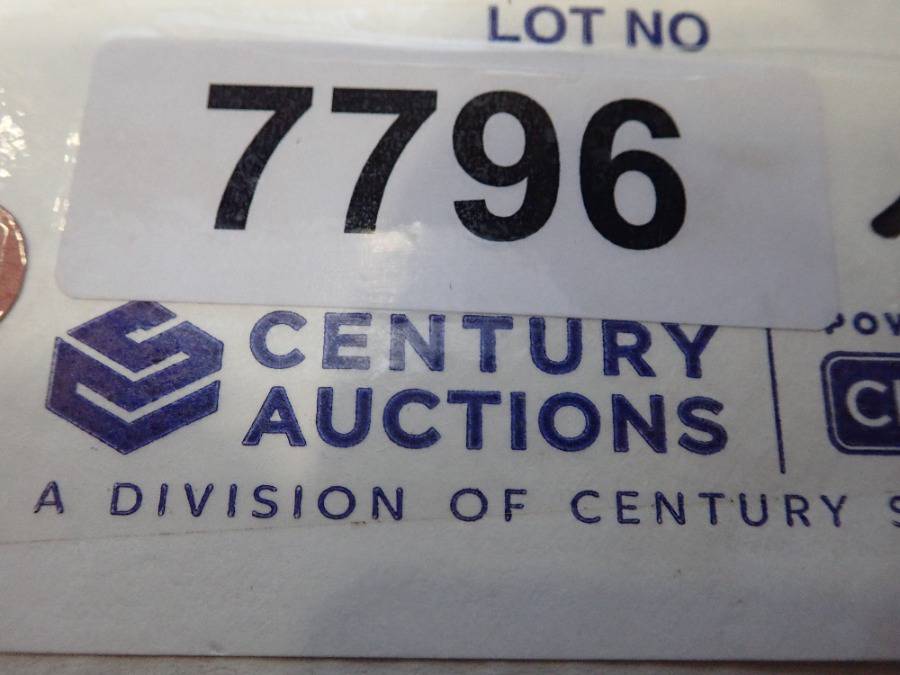 LOT NO
7796
CENTURY
AUCTIONS
A DIVISION OF CENTURY